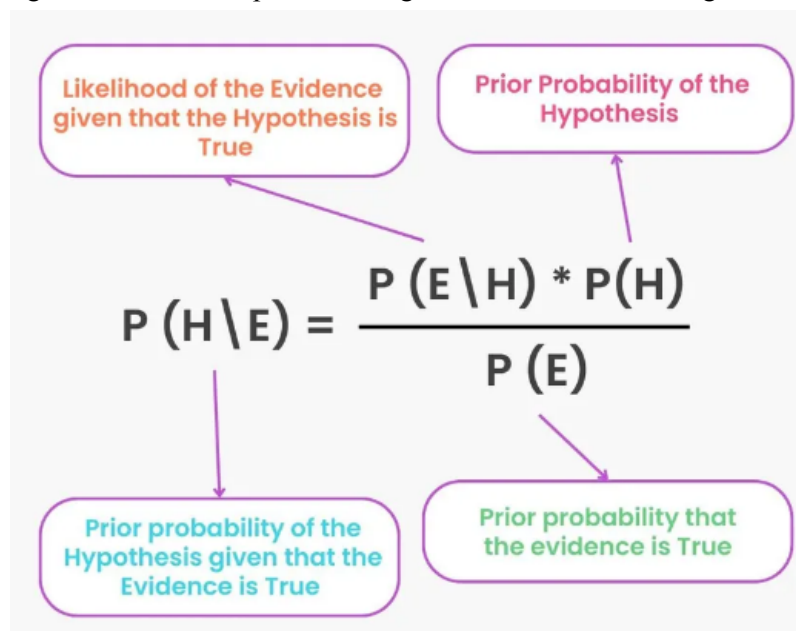 Likelihood of the Evidence
given that the Hypothesis is
True
Prior Probability of the
Hypothesis
P (H\E) =
P (E\H) * P(H)
P (E)
Prior probability of the
Hypothesis given that the
Evidence is True
Prior probability that
the evidence is True